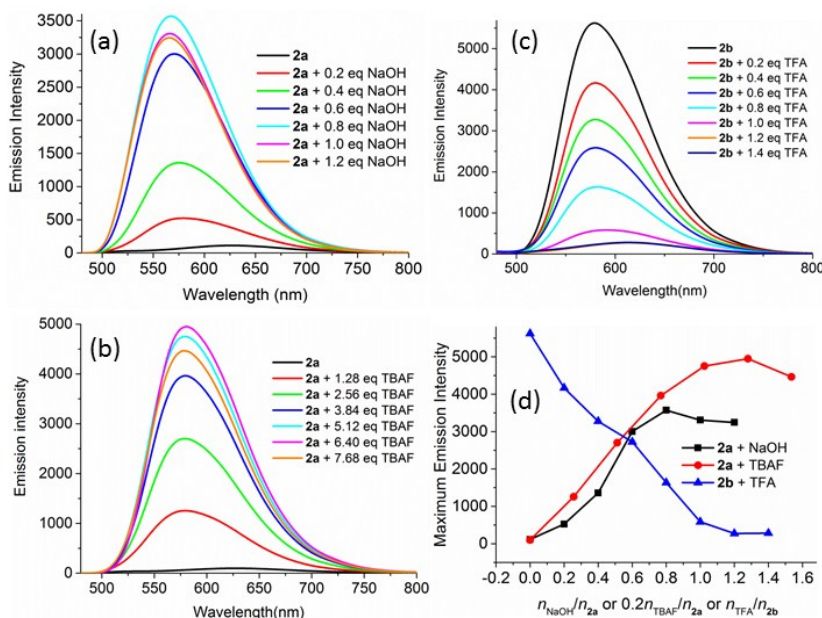 (a)
Emission Intensity
3500
3000
2500
2000
1500
1000
500
0
2a
2a + 0.2 eq NaOH
2a + 0.4 eq NaOH
2a + 0.6 eq NaOH
2a + 0.8 eq NaOH
2a + 1.0 eq NaOH
2a + 1.2 eq NaOH
500 550 600 650 700 750 800
Wavelength (nm)
(c)
Emission Intensity
5000
4000
3000
2000
1000
0
2b
2b + 0.2 eq TFA
2b + 0.4 eq TFA
2b + 0.6 eq TFA
2b + 0.8 eq TFA
2b + 1.0 eq TFA
2b + 1.2 eq TFA
2b + 1.4 eq TFA
500 600 700 800
Wavelength(nm)
(b)
Emission intensity
5000
4000
3000
2000
1000
0
2a
2a + 1.28 eq TBAF
2a + 2.56 eq TBAF
2a + 3.84 eq TBAF
2a + 5.12 eq TBAF
2a + 6.40 eq TBAF
2a + 7.68 eq TBAF
500 550 600 650 700 750 800
Wavelength (nm)
(d)
Maximum Emission Intensity
5000
4000
3000
2000
1000
0
2a + NaOH
2a + TBAF
2b + TFA
-0.2 0.0 0.2 0.4 0.6 0.8 1.0 1.2 1.4 1.6
nNaOH/n2a or 0.2nTBAF/n2a or nTFA/n2b